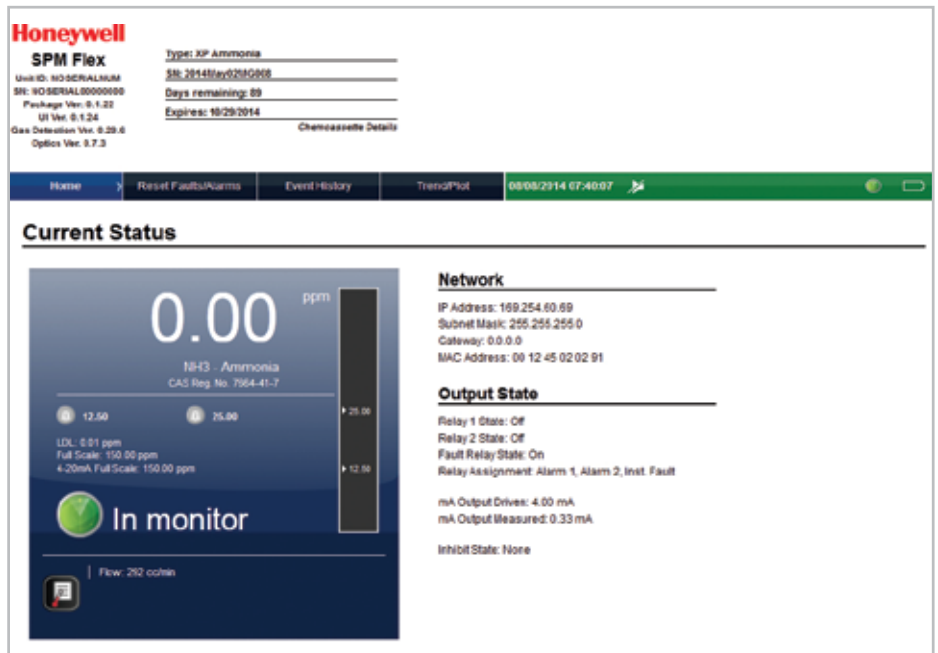 Honeywell
SPM Flex
Unit ID: NOSERIALNUM
SN: NOSERIAL00000000
Package Ver. 0.1.22
UI Ver. 0.1.24
Gas Detection Ver. 0.29.6
Optics Ver. 0.7.3
Type: XP Ammonia
SN:
Days remaining: 89
Expires: 10/29/2014
Chemcassette Details
Home
Reset Faults/Alarms
Event History
Trend/Plot
08/08/2014 07:40:07
Current Status
0.00 ppm
NH3 - Ammonia
CAS Reg. No. 7664-41-7
12.50
25.00
LDL: 0.01 ppm
Full Scale: 150.00 ppm
4-20mA Full Scale: 150.00 ppm
25.00
12.50
In monitor
Flow: 292 cc/min
Network
IP Address: 169.254.60.69
Subnet Mask: 255.255.255.0
Gateway: 0.0.0.0
MAC Address: 00 12 45 02 02 91
Output State
Relay 1 State: Off
Relay 2 State: Off
Fault Relay State: On
Relay Assignment: Alarm 1, Alarm 2, Inst. Fault
mA Output Drives: 4.00 mA
mA Output Measured: 0.33 mA
Inhibit State: None